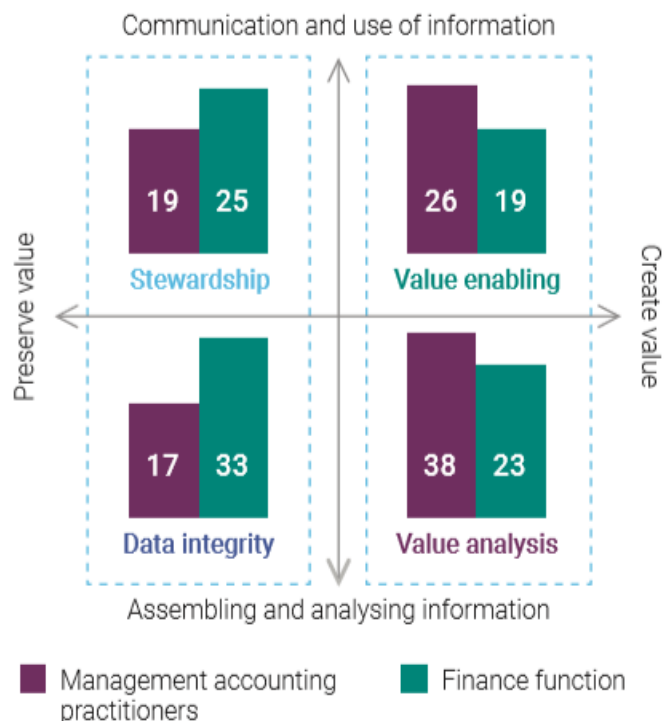 Communication and use of information
19 25
26 19
Stewardship
Value enabling
Preserve value
Create value
17 33
38 23
Data integrity
Value analysis
Assembling and analysing information
Management accounting
practitioners
Finance function